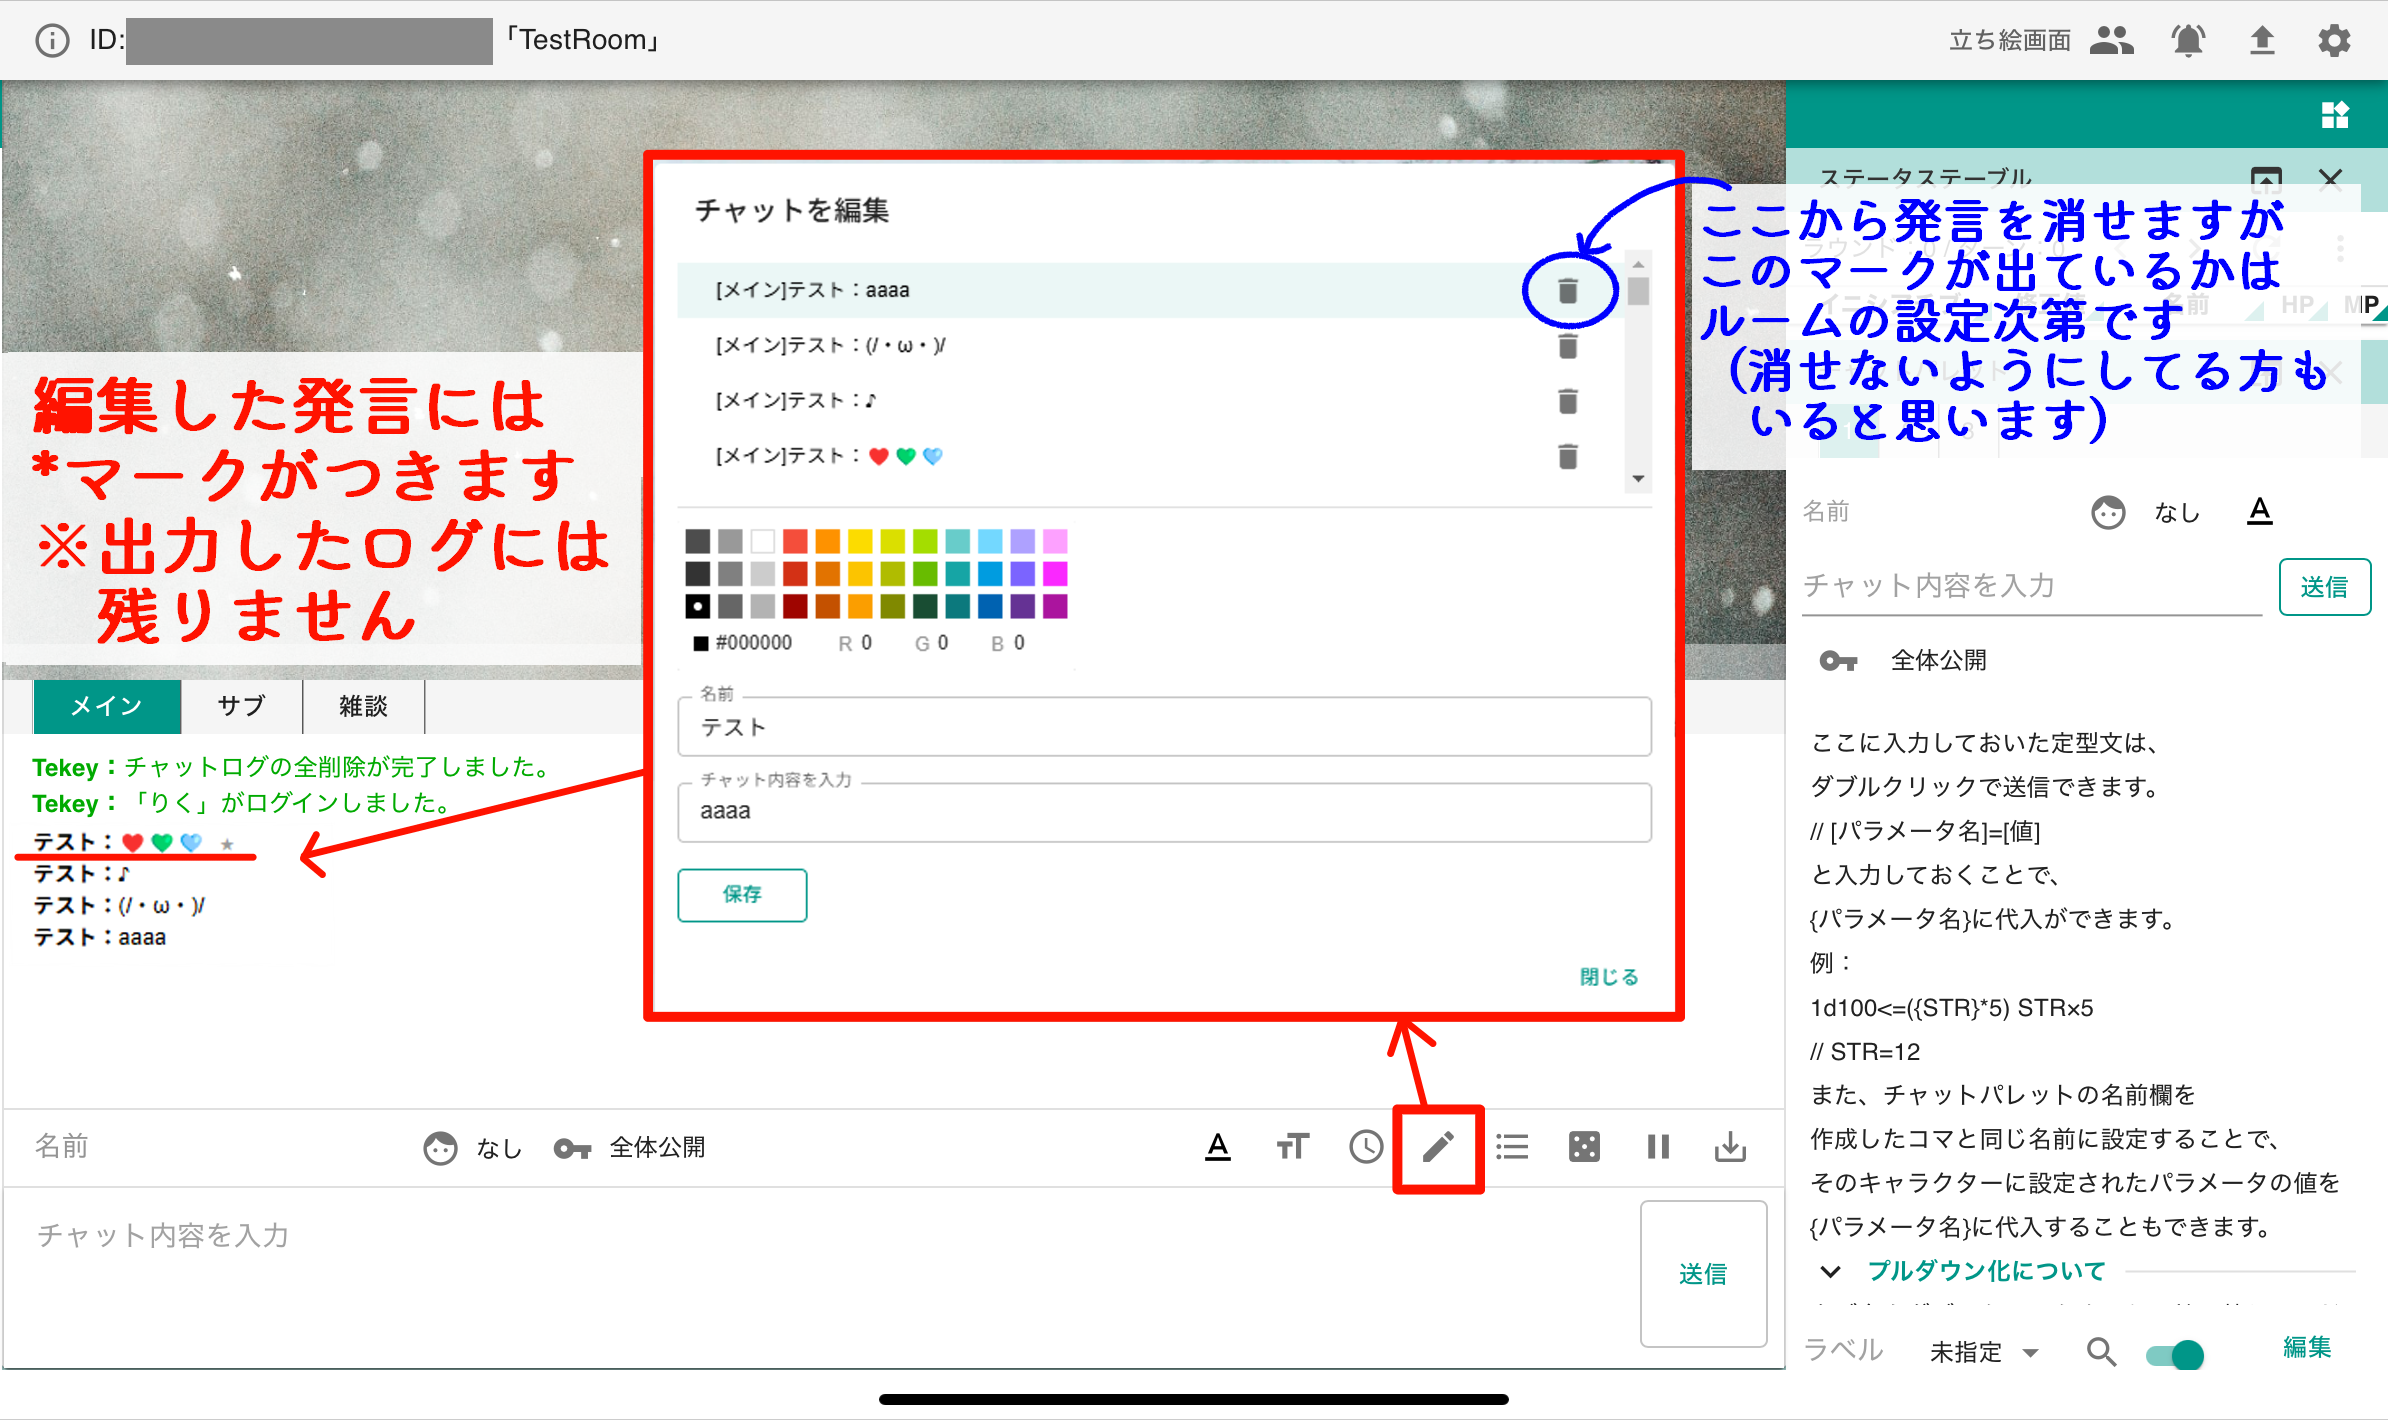 ID:
「TestRoom」
立ち絵画面
ステータステーブル
ここから発言を消せますが
このマークが出ているかは
ルームの設定次第です
（消せないようにしてる方も
いると思います）
名前
HP
MP
チャットを編集
[メイン]テスト：aaaa
[メイン]テスト：(/・ω・)/
[メイン]テスト：♪
[メイン]テスト：❤️💚🩵
#000000 R 0 G 0 B 0
名前
テスト
チャット内容を入力
aaaa
保存
閉じる
編集した発言には
*マークがつきます
※出力したログには
残りません
メイン サブ 雑談
Tekey：チャットログの全削除が完了しました。
Tekey：「りく」がログインしました。
テスト：❤️💚🩵 ★
テスト：♪
テスト：(/・ω・)/
テスト：aaaa
名前 なし 全体公開 A TT
チャット内容を入力
送信
名前 なし A
チャット内容を入力
送信
全体公開
ここに入力しておいた定型文は、
ダブルクリックで送信できます。
// [パラメータ名]=[値]
と入力しておくことで、
{パラメータ名}に代入ができます。
例：
1d100<=({STR}*5) STR×5
// STR=12
また、チャットパレットの名前欄を
作成したコマと同じ名前に設定することで、
そのキャラクターに設定されたパラメータの値を
{パラメータ名}に代入することもできます。
プルダウン化について
ラベル 未指定 編集